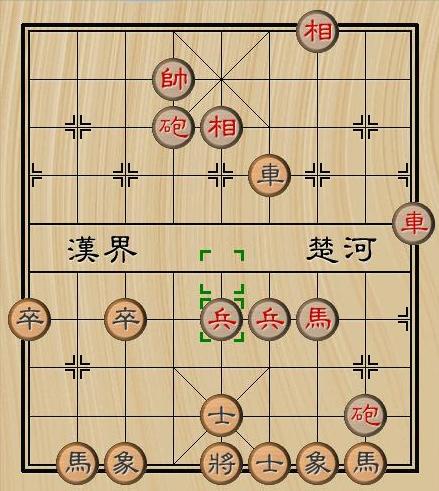 相
帥
砲 相
車
車
漢界 楚河
卒 卒 兵 兵 馬
士 砲
馬 象 將 士 象 馬